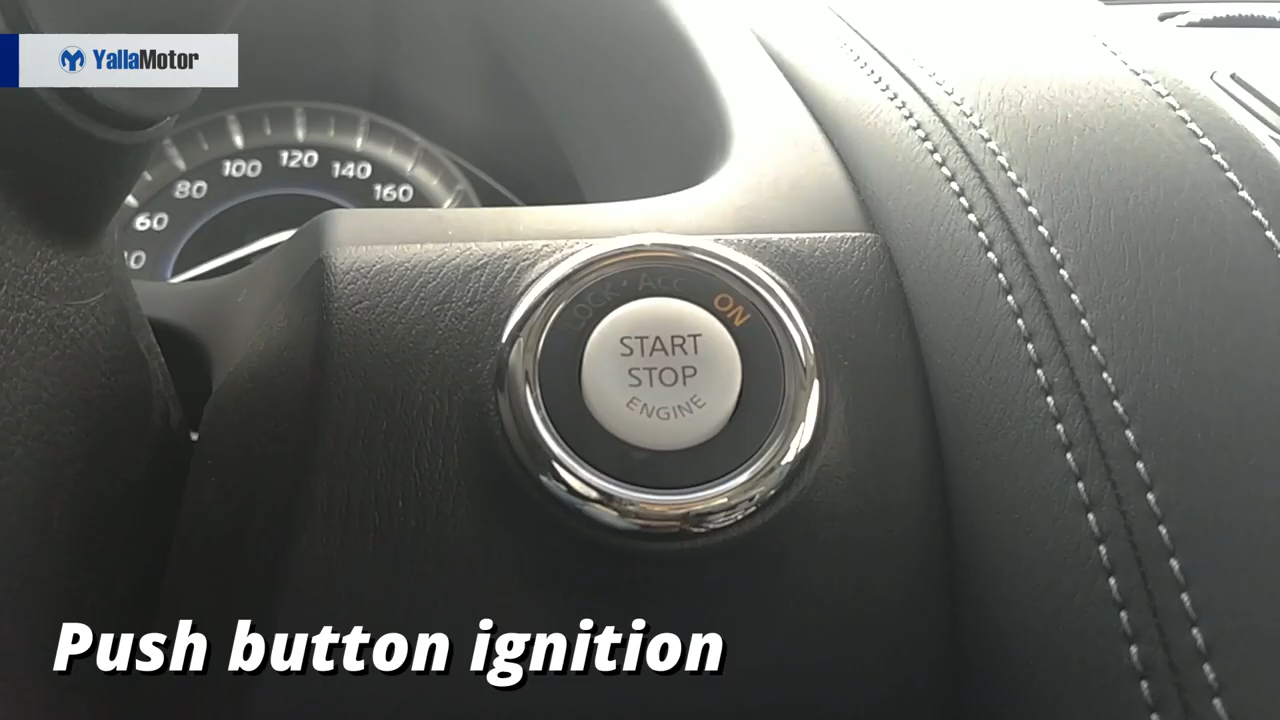 YallaMotor
60
80
100
120
140
160
LOCK
Acc
ON
START
STOP
ENGINE
Push button ignition